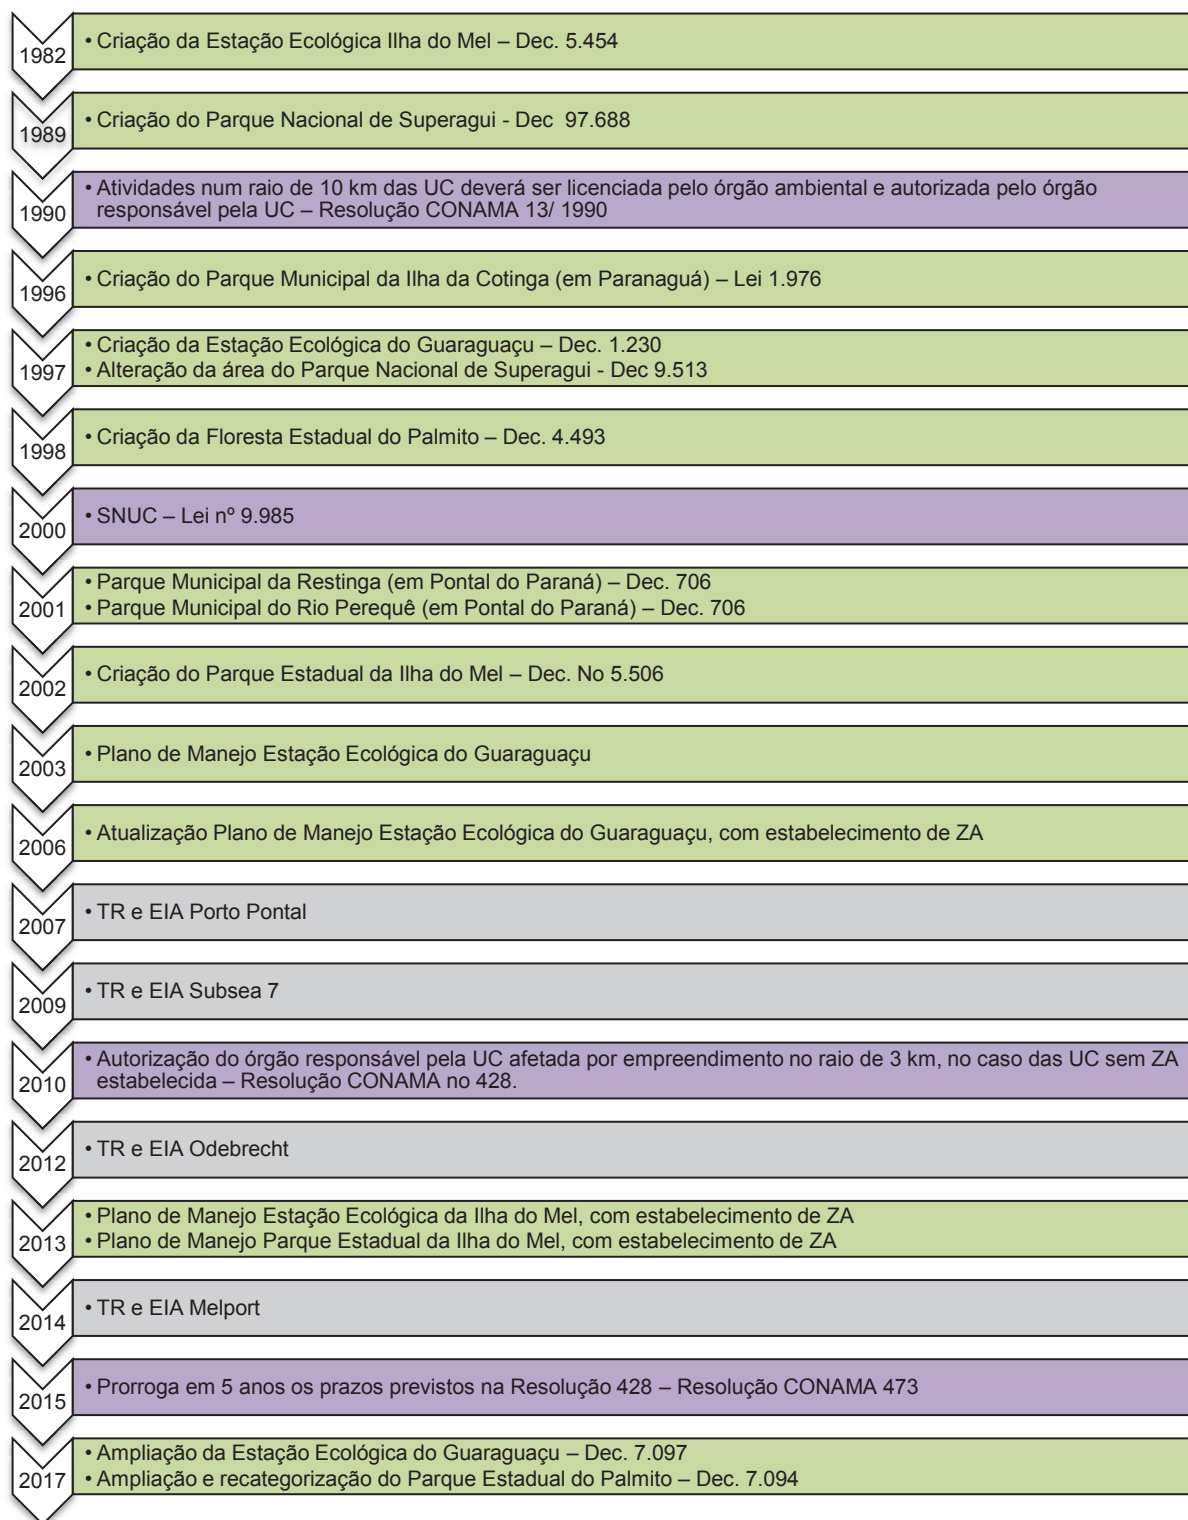 1982
• Criação da Estação Ecológica Ilha do Mel – Dec. 5.454
1989
• Criação do Parque Nacional de Superagui - Dec 97.688
1990
• Atividades num raio de 10 km das UC deverá ser licenciada pelo órgão ambiental e autorizada pelo órgão
responsável pela UC – Resolução CONAMA 13/ 1990
1996
• Criação do Parque Municipal da Ilha da Cotinga (em Paranaguá) – Lei 1.976
1997
• Criação da Estação Ecológica do Guaraguaçu – Dec. 1.230
• Alteração da área do Parque Nacional de Superagui - Dec 9.513
1998
• Criação da Floresta Estadual do Palmito – Dec. 4.493
2000
• SNUC – Lei nº 9.985
2001
• Parque Municipal da Restinga (em Pontal do Paraná) – Dec. 706
• Parque Municipal do Rio Perequê (em Pontal do Paraná) – Dec. 706
2002
• Criação do Parque Estadual da Ilha do Mel – Dec. No 5.506
2003
• Plano de Manejo Estação Ecológica do Guaraguaçu
2006
• Atualização Plano de Manejo Estação Ecológica do Guaraguaçu, com estabelecimento de ZA
2007
• TR e EIA Porto Pontal
2009
• TR e EIA Subsea 7
2010
• Autorização do órgão responsável pela UC afetada por empreendimento no raio de 3 km, no caso das UC sem ZA
estabelecida – Resolução CONAMA no 428.
2012
• TR e EIA Odebrecht
2013
• Plano de Manejo Estação Ecológica da Ilha do Mel, com estabelecimento de ZA
• Plano de Manejo Parque Estadual da Ilha do Mel, com estabelecimento de ZA
2014
• TR e EIA Melport
2015
• Prorroga em 5 anos os prazos previstos na Resolução 428 – Resolução CONAMA 473
2017
• Ampliação da Estação Ecológica do Guaraguaçu – Dec. 7.097
• Ampliação e recategorização do Parque Estadual do Palmito – Dec. 7.094